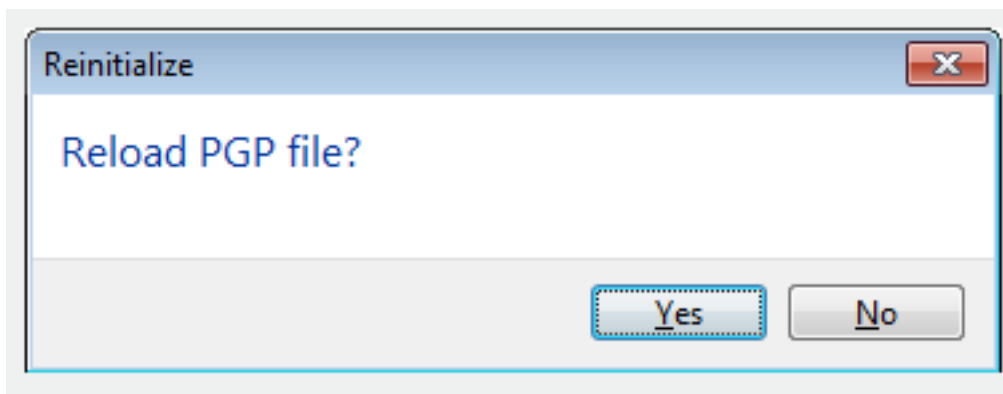 Reinitialize
Reload PGP file?
Yes No